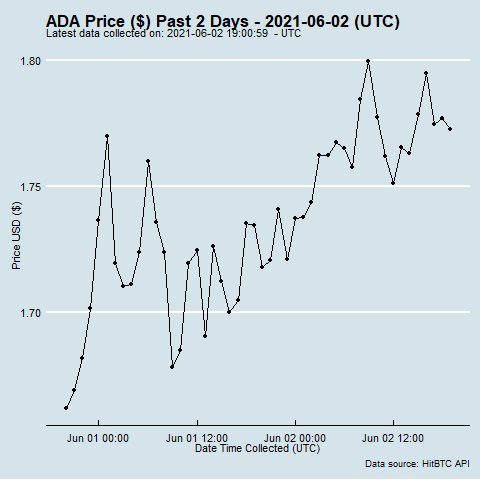 ADA Price ($) Past 2 Days - 2021-06-02 (UTC)
Latest data collected on: 2021-06-02 19:00:59 - UTC
1.80
1.75
1.70
Price USD ($)
Jun 01 00:00 Jun 01 12:00 Jun 02 00:00 Jun 02 12:00
Date Time Collected (UTC)
Data source: HitBTC API